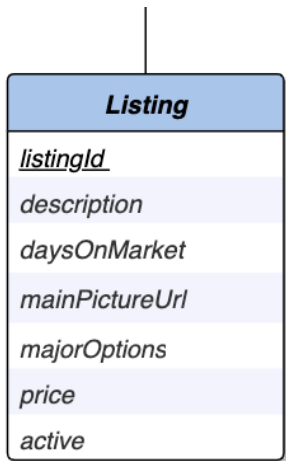 Listing
listingId
description
daysOnMarket
mainPictureUrl
majorOptions
price
active